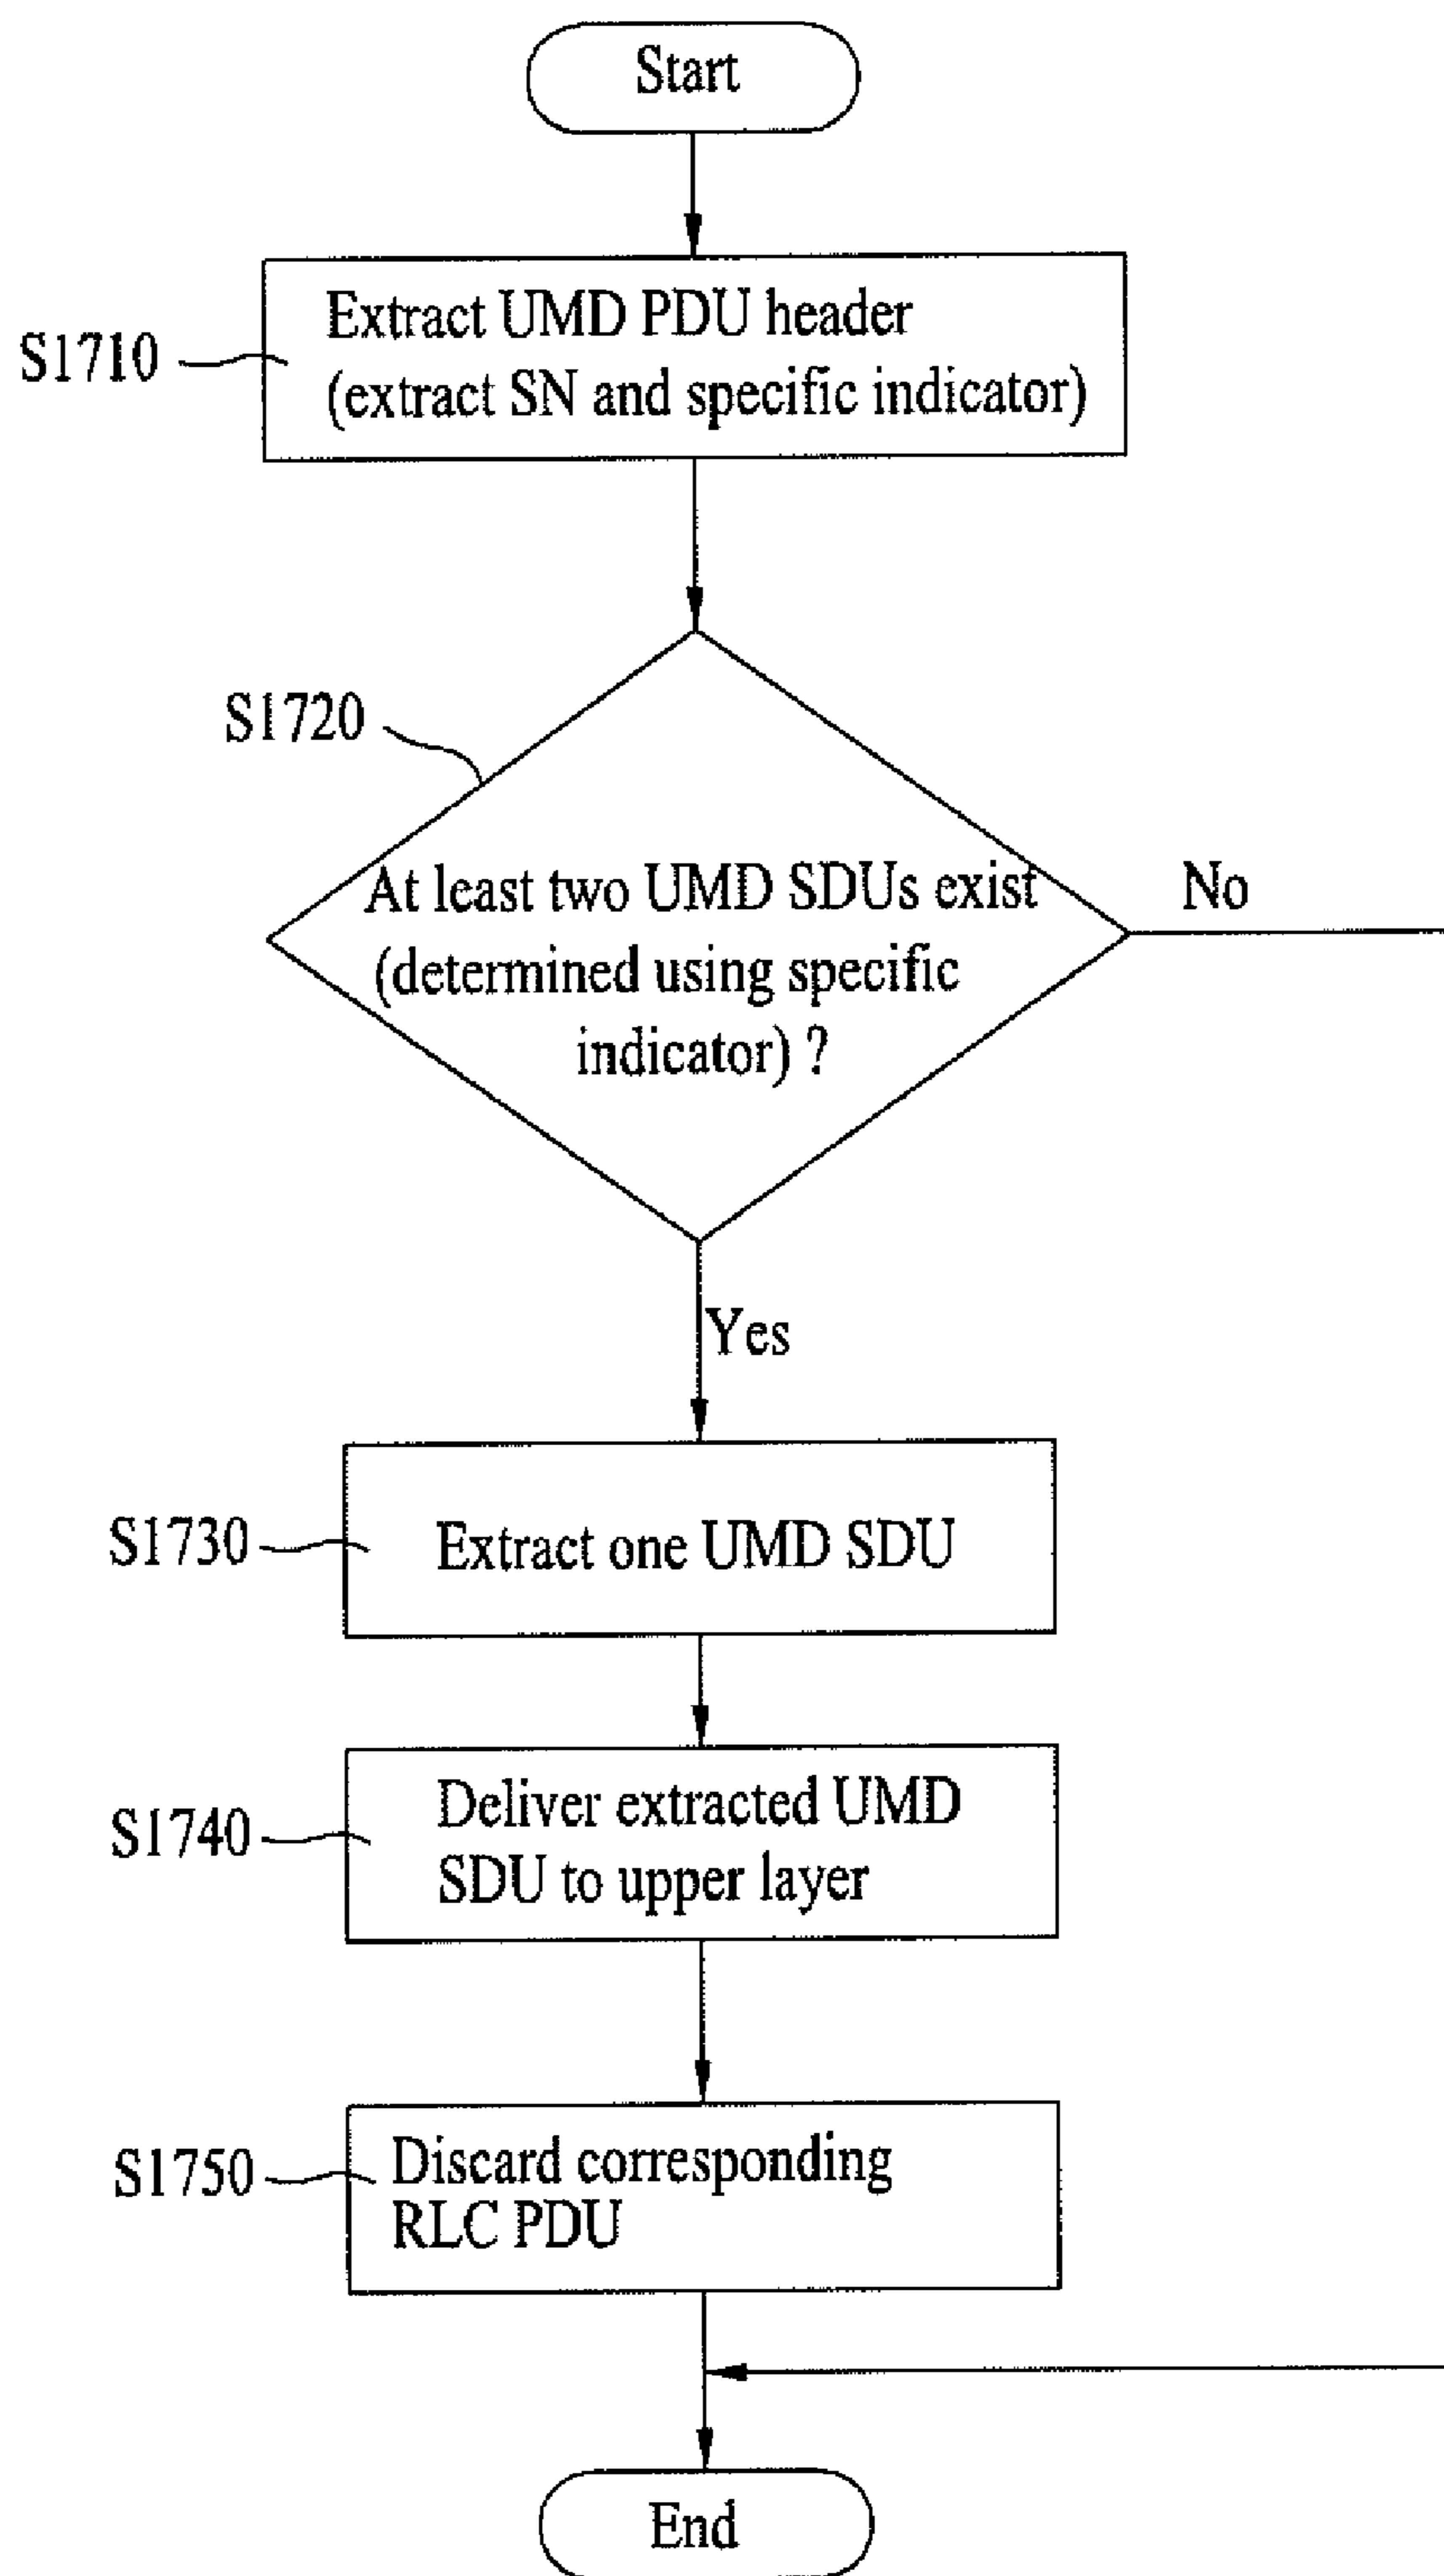 Start
S1710
Extract UMD PDU header
(extract SN and specific indicator)
S1720
At least two UMD SDUs exist
(determined using specific
indicator) ?
No
Yes
S1730
Extract one UMD SDU
S1740
Deliver extracted UMD
SDU to upper layer
S1750
Discard corresponding
RLC PDU
End